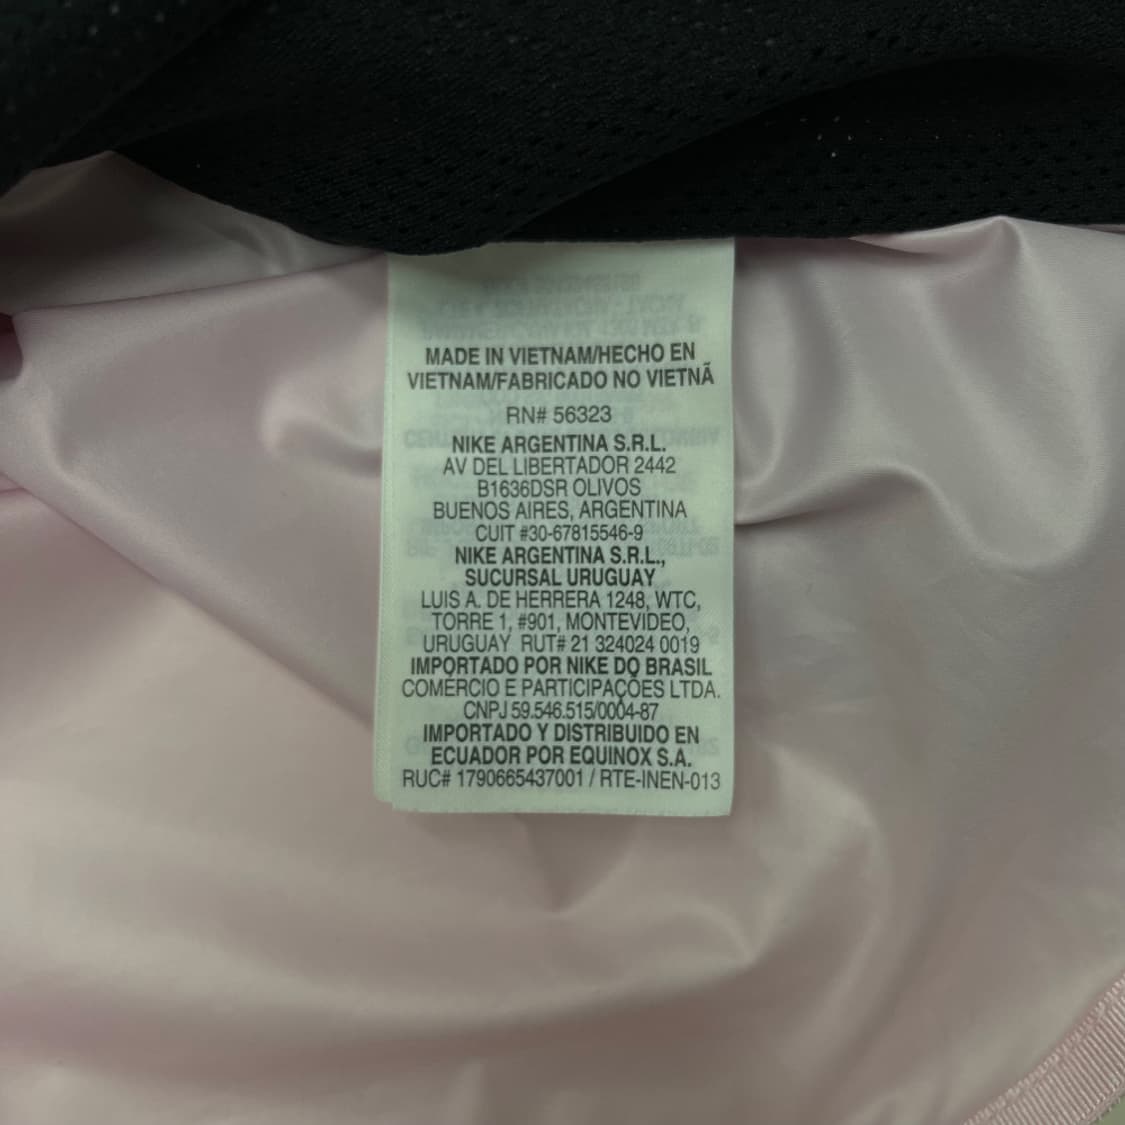 MADE IN VIETNAM/HECHO EN
VIETNAM/FABRICADO NO VIETNÃ
RN# 56323
NIKE ARGENTINA S.R.L.
AV DEL LIBERTADOR 2442
B1636DSR OLIVOS
BUENOS AIRES, ARGENTINA
CUIT #30-67815546-9
NIKE ARGENTINA S.R.L.,
SUCURSAL URUGUAY
LUIS A. DE HERRERA 1248, WTC,
TORRE 1, #901, MONTEVIDEO,
URUGUAY RUT# 21 324024 0019
IMPORTADO POR NIKE DO BRASIL
COMÉRCIO E PARTICIPAÇÕES LTDA.
CNPJ 59.546.515/0004-87
IMPORTADO Y DISTRIBUIDO EN
ECUADOR POR EQUINOX S.A.
RUC# 1790665437001 / RTE-INEN-013